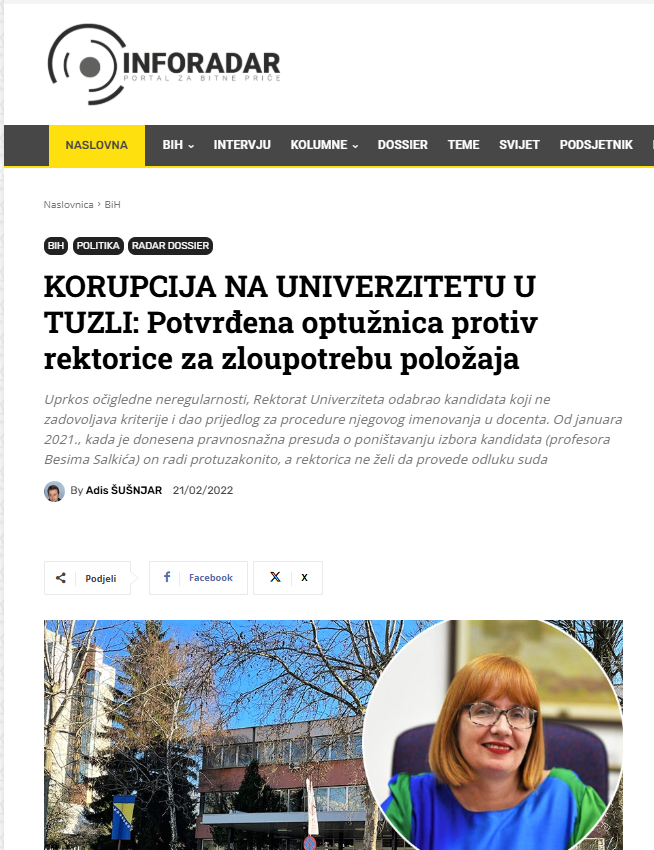 INFORADAR
PORTAL ZA BITNE PRIČE
NASLOVNA BIH INTERVJU KOLUMNE DOSSIER TEME SVIJET PODSJETNIK
Naslovnica › BiH
BIH POLITIKA RADAR DOSSIER
KORUPCIJA NA UNIVERZITETU U
TUZLI: Potvrđena optužnica protiv
rektorice za zloupotrebu položaja
Uprkos očigledne neregularnosti, Rektorat Univerziteta odabrao kandidata koji ne
zadovoljava kriterije i dao prijedlog za procedure njegovog imenovanja u docenta. Od januara
2021., kada je donesena pravnosnažna presuda o poništavanju izbora kandidata (profesora
Besima Salkića) on radi protuzakonito, a rektorica ne želi da provede odluku suda
By Adis ŠUŠNJAR 21/02/2022
Podjeli Facebook X